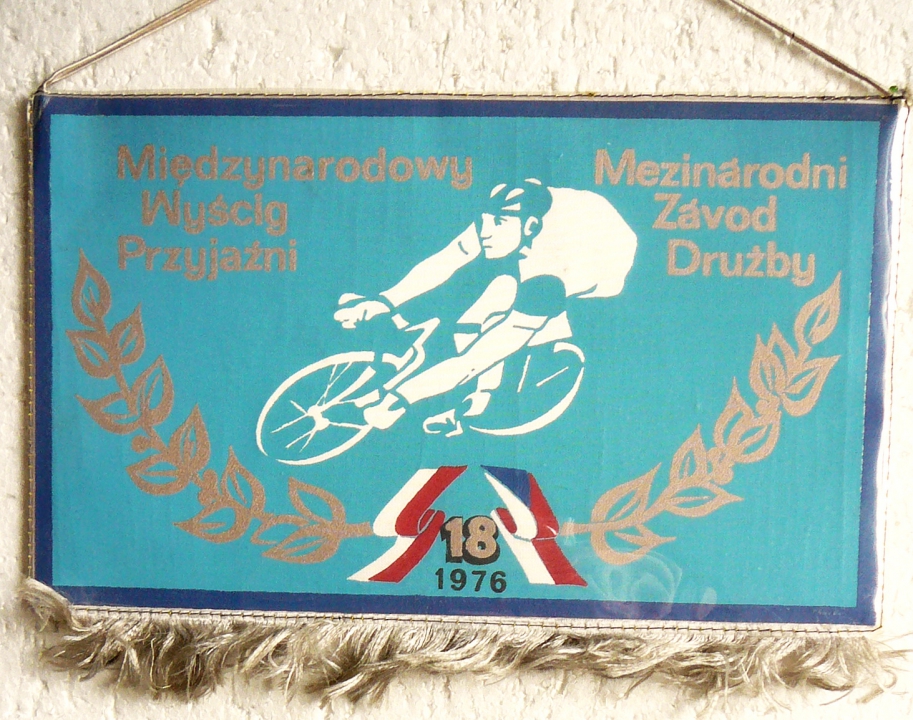 Międzynarodowy
Wyścig
Przyjaźni
Mezinárodni
Závod
Družby
18
1976